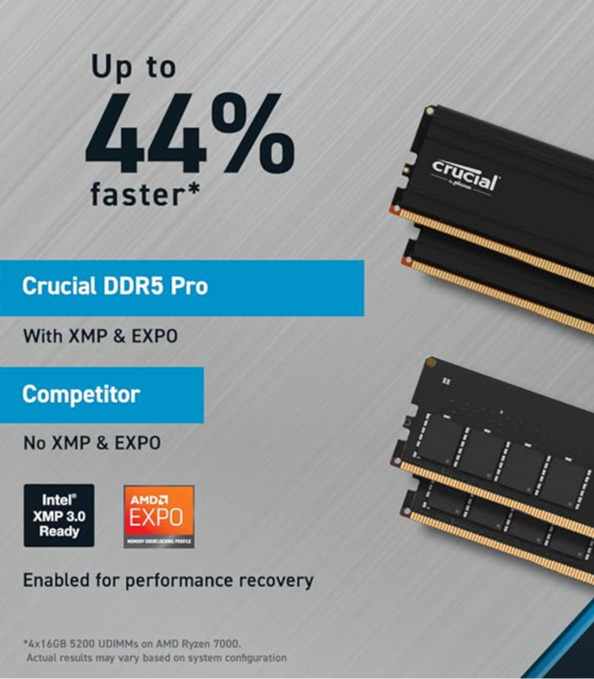 Up to
44%
faster*
crucial
Crucial DDR5 Pro
With XMP & EXPO
Competitor
No XMP & EXPO
Intel®
XMP 3.0
Ready
AMD
EXPO
MEMORY OVERCLOCKING PROFILE
Enabled for performance recovery
*4x16GB 5200 UDIMMs on AMD Ryzen 7000.
Actual results may vary based on system configuration